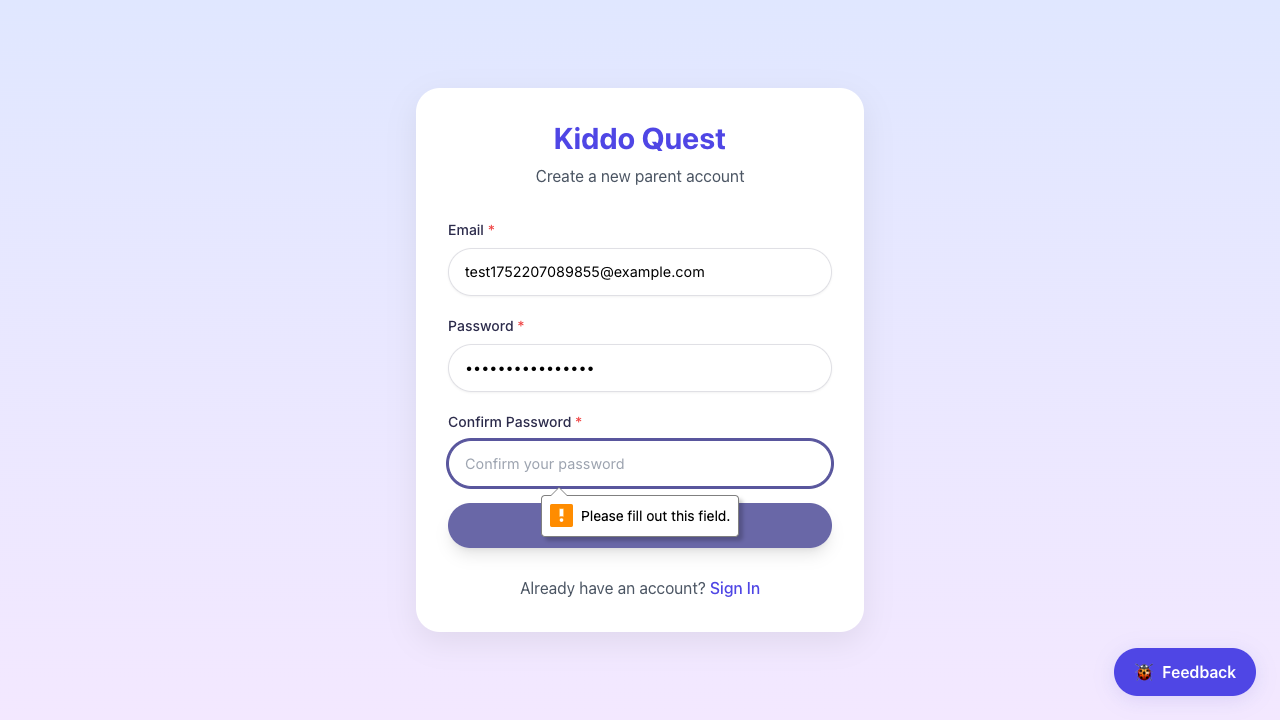 Kiddo Quest
Create a new parent account
Email *
test1752207089855@example.com
Password *
••••••••••••••••
Confirm Password *
Confirm your password
Please fill out this field.
Already have an account? Sign In
Feedback